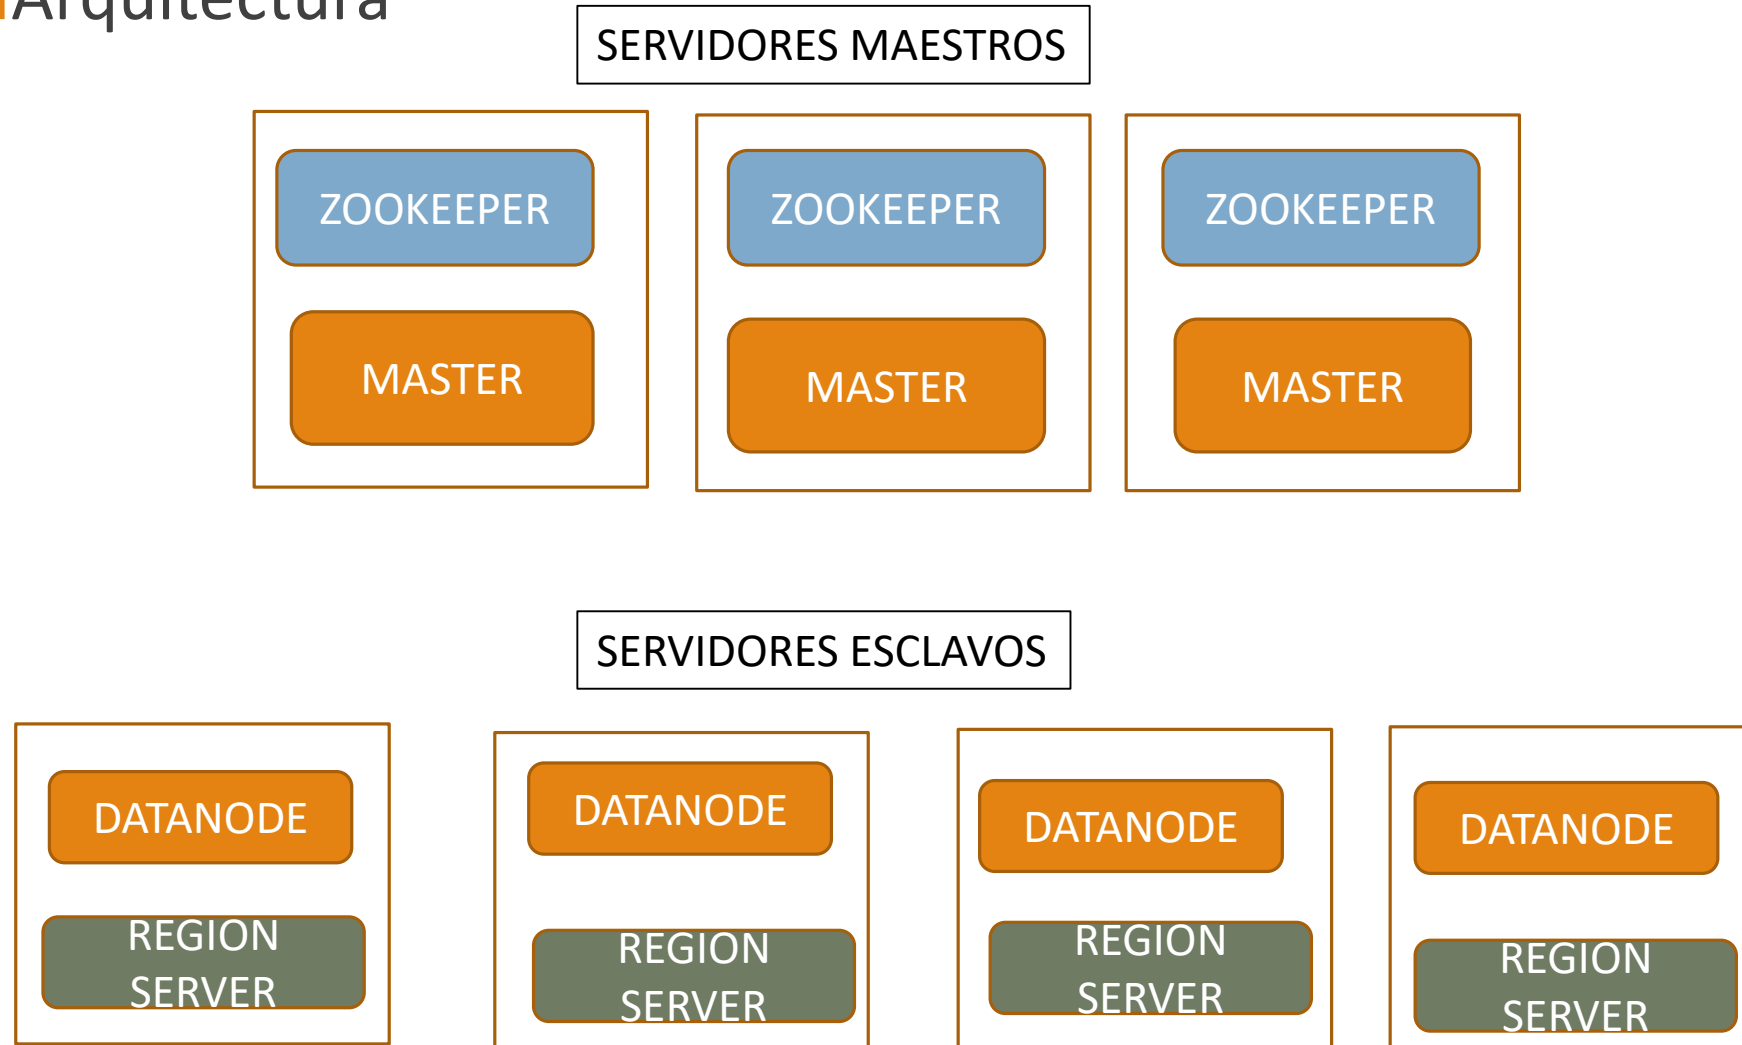 Arquitectura
SERVIDORES MAESTROS
ZOOKEEPER
ZOOKEEPER
ZOOKEEPER
MASTER
MASTER
MASTER
SERVIDORES ESCLAVOS
DATANODE
DATANODE
DATANODE
DATANODE
REGION
SERVER
REGION
SERVER
REGION
SERVER
REGION
SERVER